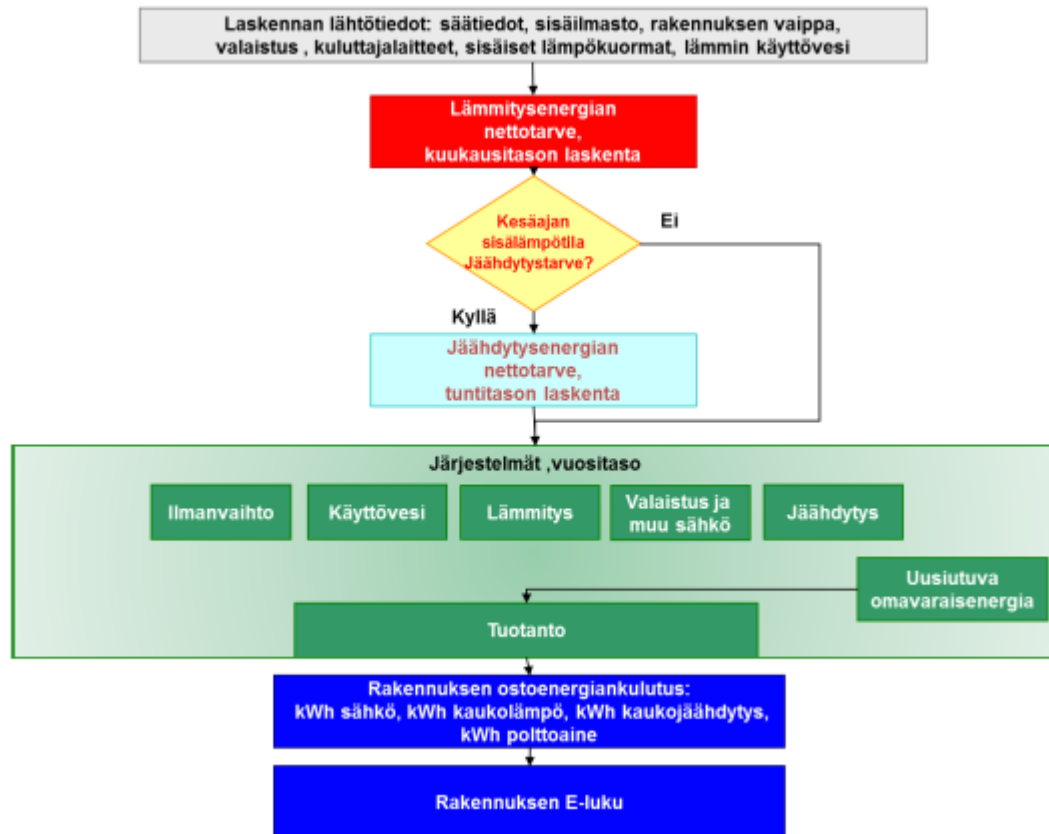 Laskennan lähtötiedot: säätiedot, sisäilmasto, rakennuksen vaippa,
valaistus , kuluttajalaitteet, sisäiset lämpökuormat, lämmin käyttövesi
Lämmitysenergian
nettotarve,
kuukausitason laskenta
Kesäajan
sisälämpötila
Jäähdytystarve?
Ei
Kyllä
Jäähdytysenergian
nettotarve,
tuntitason laskenta
Järjestelmät ,vuositaso
Ilmanvaihto
Käyttövesi
Lämmitys
Valaistus ja
muu sähkö
Jäähdytys
Uusiutuva
omavaraisenergia
Tuotanto
Rakennuksen ostoenergiankulutus:
kWh sähkö, kWh kaukolämpö, kWh kaukojäähdytys,
kWh polttoaine
Rakennuksen E-luku